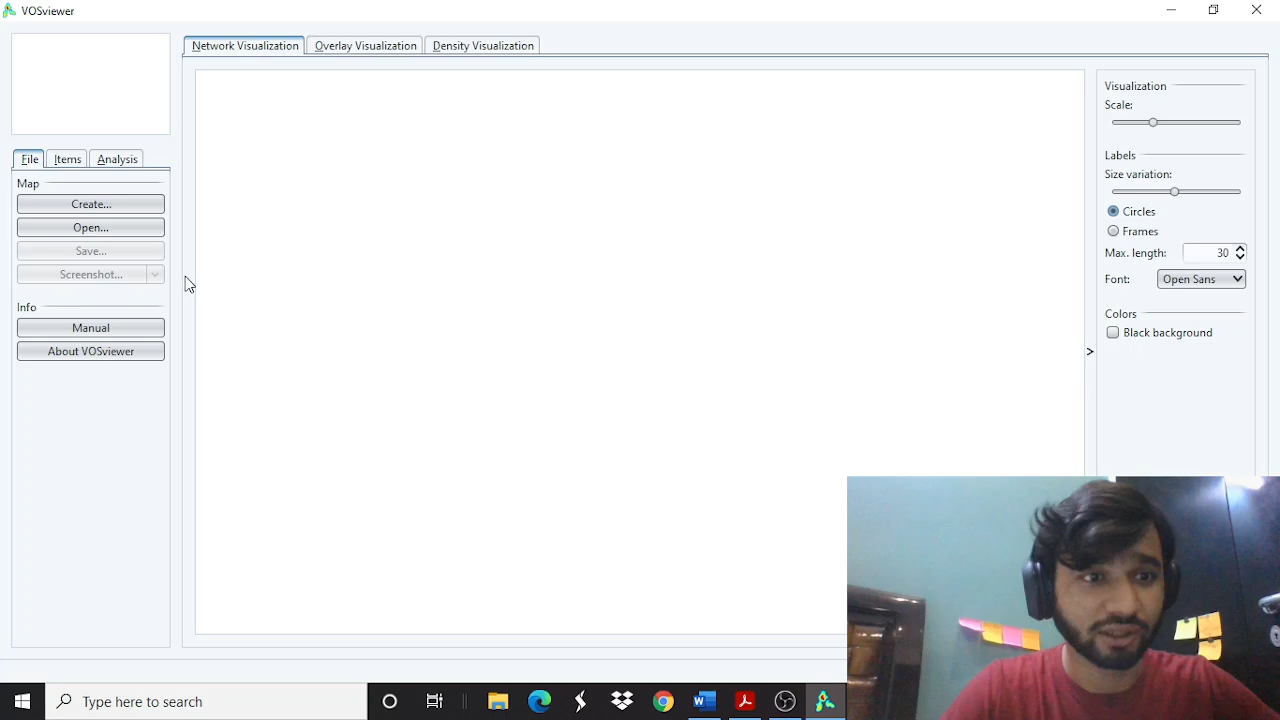 VOSviewer
Network Visualization
Overlay Visualization
Density Visualization
File
Items
Analysis
Map
Create...
Open...
Save...
Screenshot...
Info
Manual
About VOSviewer
>
Visualization
Scale:
Labels
Size variation:
Circles
Frames
Max. length:
30
Font:
Open Sans
Colors
Black background
Type here to search